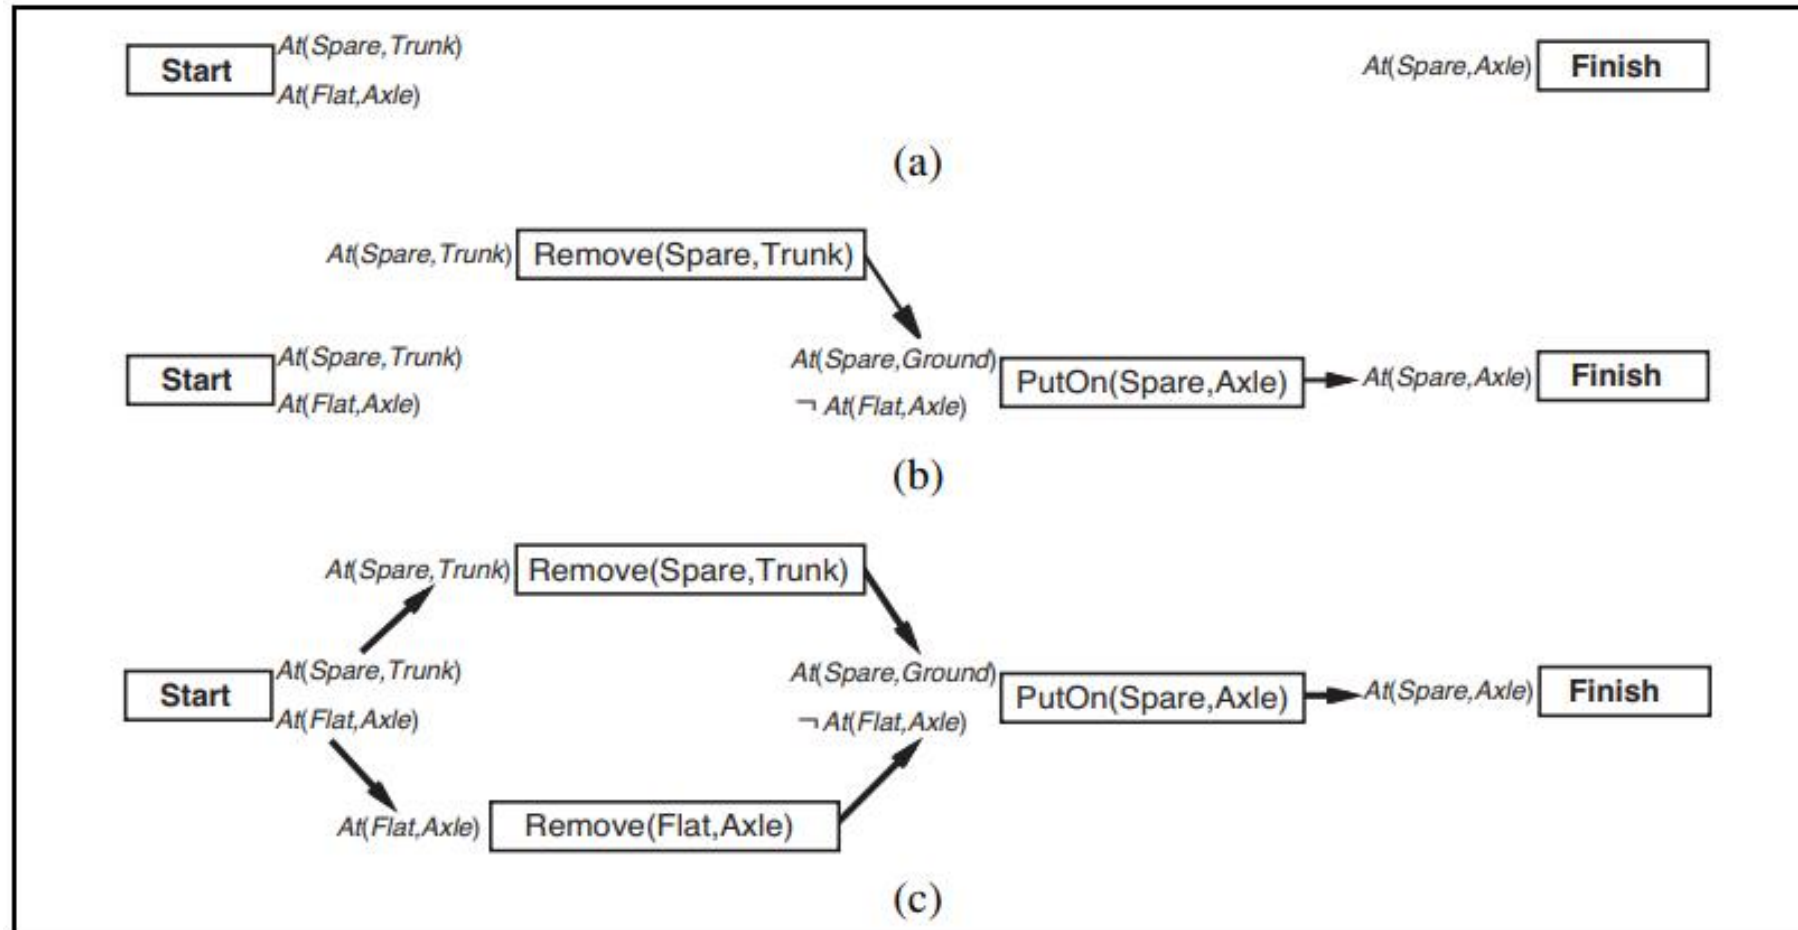 At(Spare,Trunk)
Start
At(Flat,Axle)
At(Spare,Axle) Finish
(a)
At(Spare,Trunk) Remove(Spare,Trunk)
At(Spare,Trunk)
Start
At(Flat,Axle)
At(Spare,Ground)
¬ At(Flat,Axle)
PutOn(Spare,Axle)
At(Spare,Axle) Finish
(b)
At(Spare,Trunk) Remove(Spare,Trunk)
At(Spare,Trunk)
Start
At(Flat,Axle)
At(Spare,Ground)
¬ At(Flat,Axle)
PutOn(Spare,Axle)
At(Spare,Axle) Finish
At(Flat,Axle) Remove(Flat,Axle)
(c)